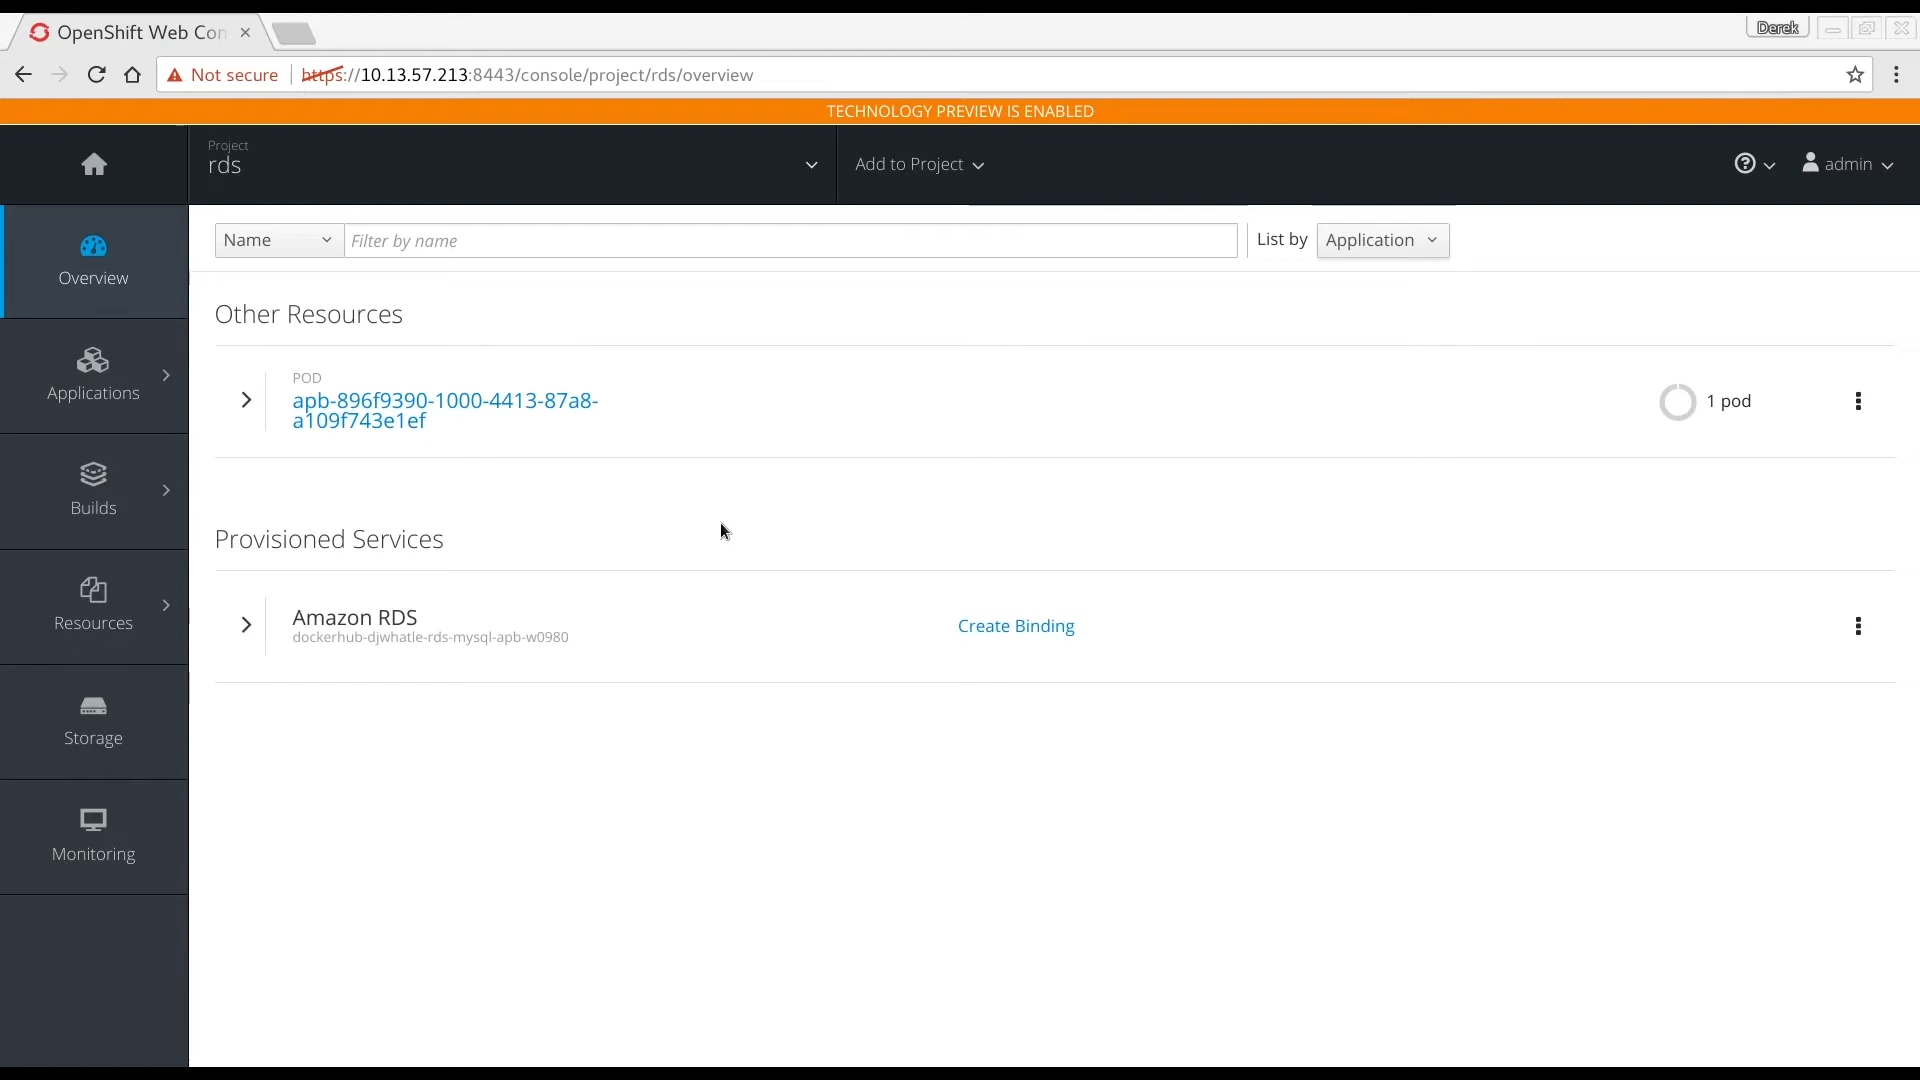 OpenShift Web Con
Derek
Not secure https://10.13.57.213:8443/console/project/rds/overview
TECHNOLOGY PREVIEW IS ENABLED
Project
rds
Add to Project
admin
Name
Filter by name
List by
Application
Overview
Applications
Builds
Resources
Storage
Monitoring
Other Resources
POD
apb-896f9390-1000-4413-87a8-
a109f743e1ef
1 pod
Provisioned Services
Amazon RDS
dockerhub-djwhatle-rds-mysql-apb-w0980
Create Binding